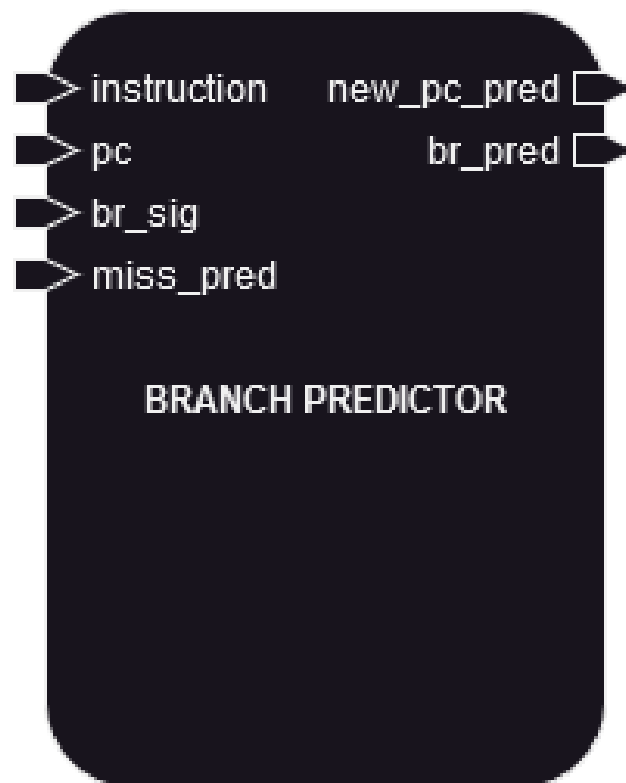 instruction new_pc_pred
pc br_pred
br_sig
miss_pred
BRANCH PREDICTOR